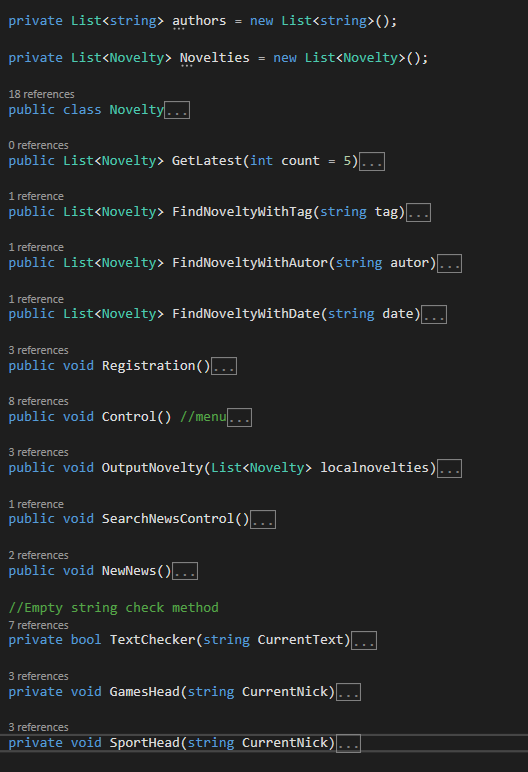 private List<string> authors = new List<string>();
private List<Novelty> Novelties = new List<Novelty>();
18 references
public class Novelty...
0 references
public List<Novelty> GetLatest(int count = 5)...
1 reference
public List<Novelty> FindNoveltyWithTag(string tag)...
1 reference
public List<Novelty> FindNoveltyWithAutor(string autor)...
1 reference
public List<Novelty> FindNoveltyWithDate(string date)...
3 references
public void Registration()...
8 references
public void Control() //menu...
3 references
public void OutputNovelty(List<Novelty> localnovelties)...
1 reference
public void SearchNewsControl()...
2 references
public void NewNews()...
//Empty string check method
7 references
private bool TextChecker(string CurrentText)...
3 references
private void GamesHead(string CurrentNick)...
3 references
private void SportHead(string CurrentNick)...